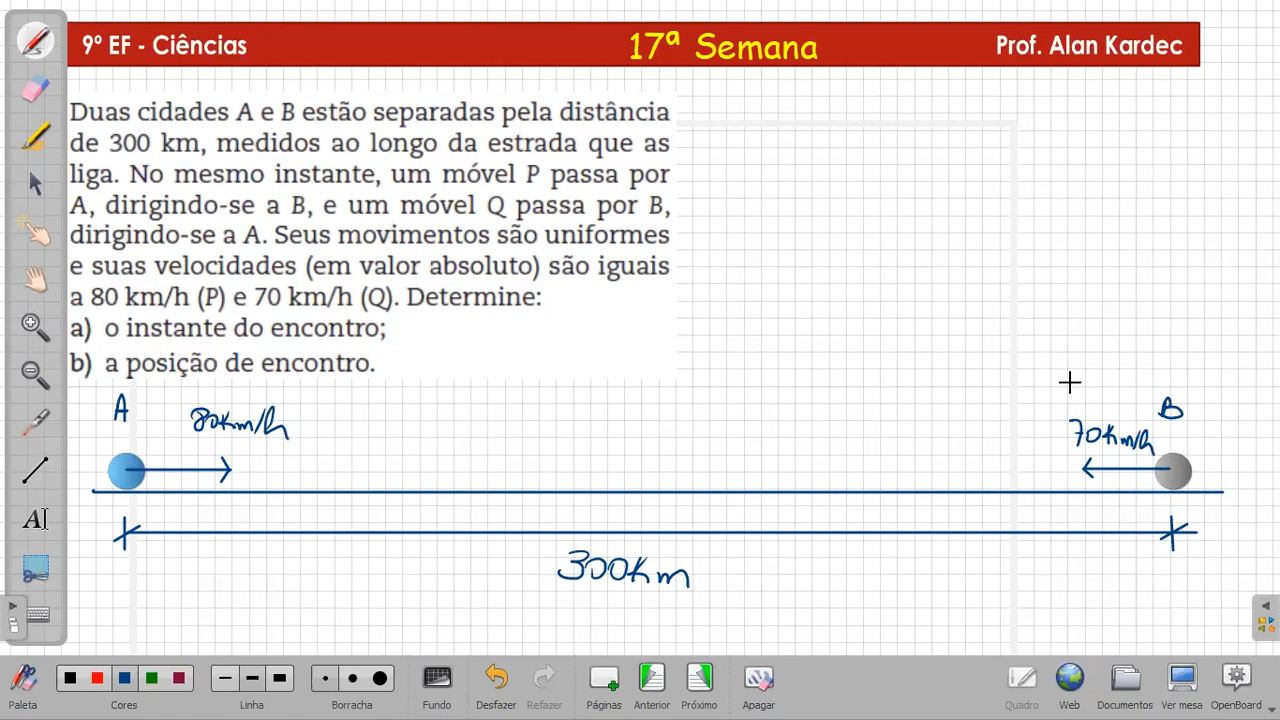 9º EF - Ciências 17ª Semana Prof. Alan Kardec
Duas cidades A e B estão separadas pela distância
de 300 km, medidos ao longo da estrada que as
liga. No mesmo instante, um móvel P passa por
A, dirigindo-se a B, e um móvel Q passa por B,
dirigindo-se a A. Seus movimentos são uniformes
e suas velocidades (em valor absoluto) são iguais
a 80 km/h (P) e 70 km/h (Q). Determine:
a) o instante do encontro;
b) a posição de encontro.
A 80km/h 70km/h B
300km
Paleta Cores Linha Borracha Fundo Desfazer Refazer Páginas Anterior Próximo Apagar Quadro Web Documentos Ver mesa OpenBoard